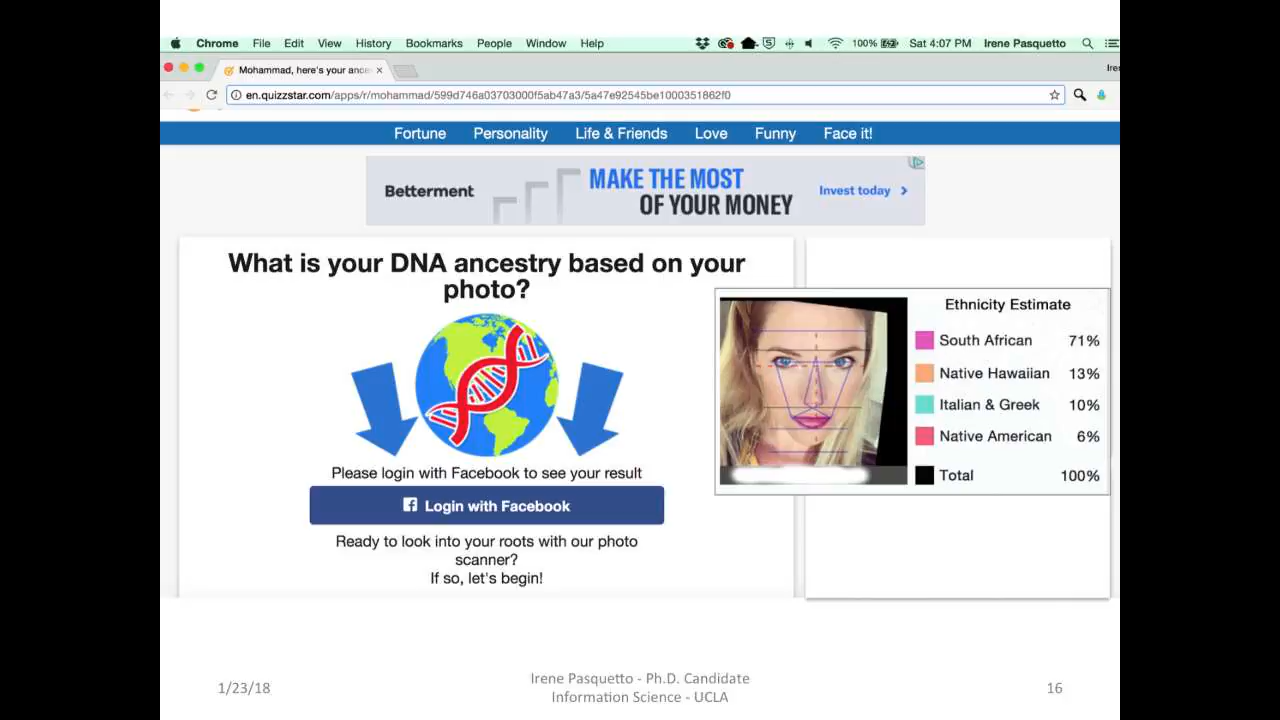 Chrome File Edit View History Bookmarks People Window Help 100% Sat 4:07 PM Irene Pasquetto
Mohammad, here's your ance
en.quizzstar.com/apps/r/mohammad/599d746a03703000f5ab47a3/5a47e92545be1000351862f0
Fortune Personality Life & Friends Love Funny Face it!
Betterment
MAKE THE MOST
OF YOUR MONEY
Invest today
What is your DNA ancestry based on your
photo?
Please login with Facebook to see your result
Login with Facebook
Ready to look into your roots with our photo
scanner?
If so, let's begin!
Ethnicity Estimate
South African 71%
Native Hawaiian 13%
Italian & Greek 10%
Native American 6%
Total 100%
1/23/18
Irene Pasquetto - Ph.D. Candidate
Information Science - UCLA
16